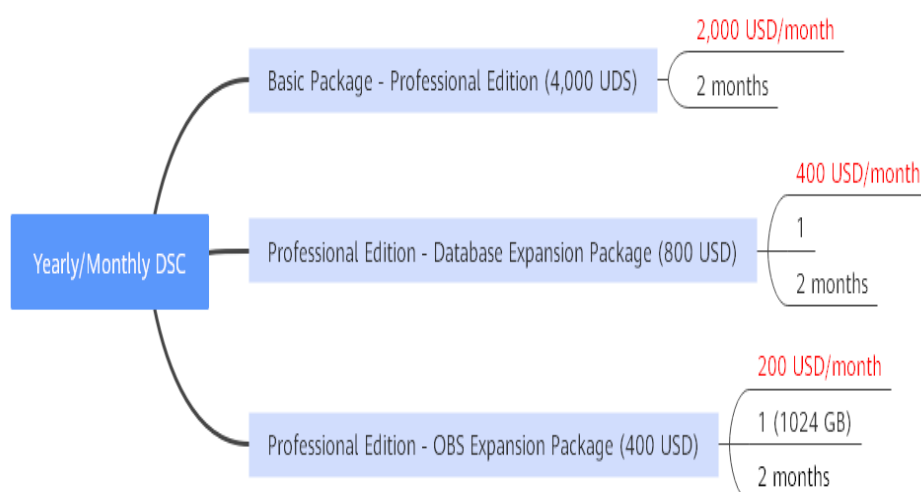 Yearly/Monthly DSC
Basic Package - Professional Edition (4,000 UDS)
2,000 USD/month
2 months
Professional Edition - Database Expansion Package (800 USD)
400 USD/month
1
2 months
Professional Edition - OBS Expansion Package (400 USD)
200 USD/month
1 (1024 GB)
2 months